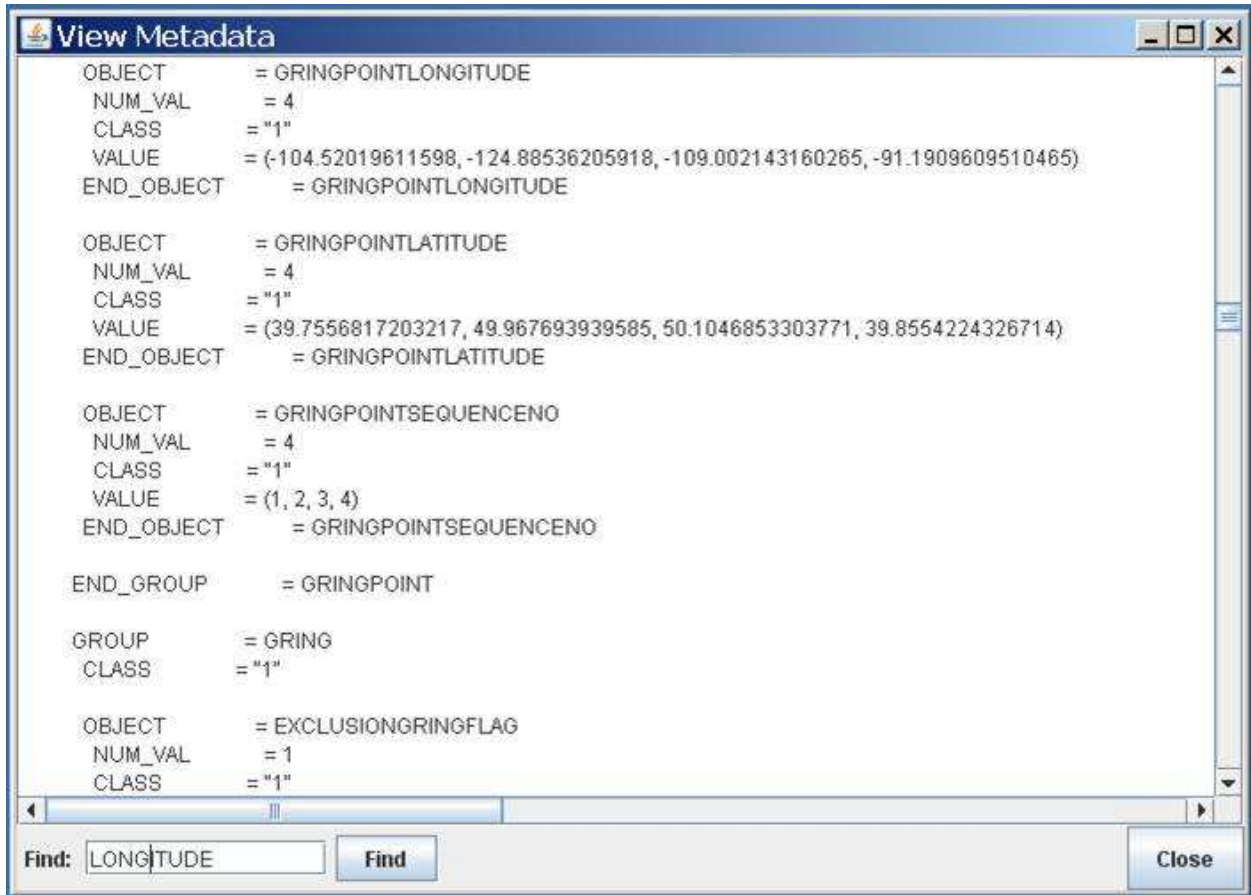 View Metadata
OBJECT = GRINGPOINTLONGITUDE
NUM_VAL = 4
CLASS = "1"
VALUE = (-104.52019611598, -124.88536205918, -109.002143160265, -91.1909609510465)
END_OBJECT = GRINGPOINTLONGITUDE
OBJECT = GRINGPOINTLATITUDE
NUM_VAL = 4
CLASS = "1"
VALUE = (39.7556817203217, 49.967693939585, 50.1046853303771, 39.8554224326714)
END_OBJECT = GRINGPOINTLATITUDE
OBJECT = GRINGPOINTSEQUENCENO
NUM_VAL = 4
CLASS = "1"
VALUE = (1, 2, 3, 4)
END_OBJECT = GRINGPOINTSEQUENCENO
END_GROUP = GRINGPOINT
GROUP = GRING
CLASS = "1"
OBJECT = EXCLUSIONGRINGFLAG
NUM_VAL = 1
CLASS = "1"
Find: LONGITUDE Find Close